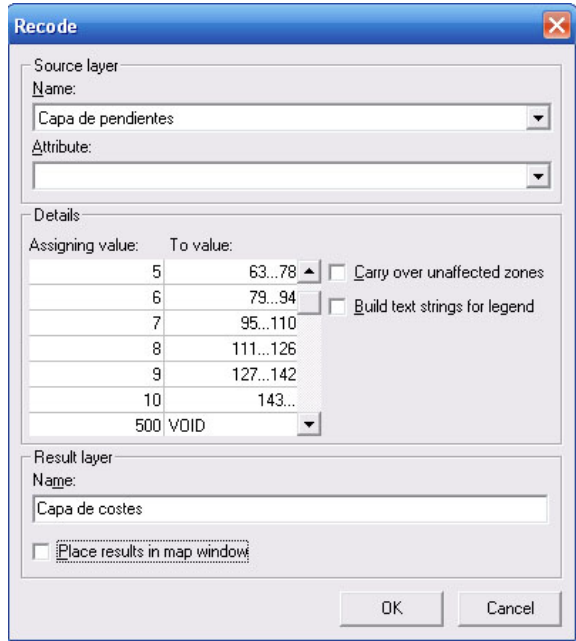 Recode
Source layer
Name:
Capa de pendientes
Attribute:
Details
Assigning value: To value:
5 63...78 Carry over unaffected zones
6 79...94 Build text strings for legend
7 95...110
8 111...126
9 127...142
10 143...
500 VOID
Result layer
Name:
Capa de costes
Place results in map window
OK Cancel